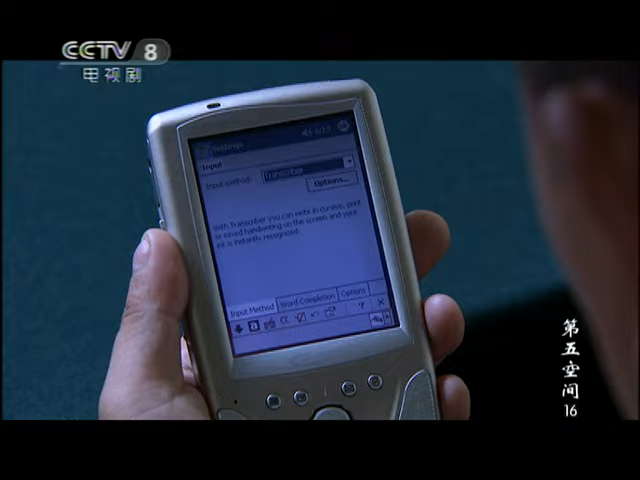 CCTV 8
电视剧
Settings
Input
Input method:
Transcriber
Options...
With Transcriber you can write in cursive, print
or mixed handwriting on the screen and your
ink is instantly recognized.
Input Method
Word Completion
Options
第五空间
16